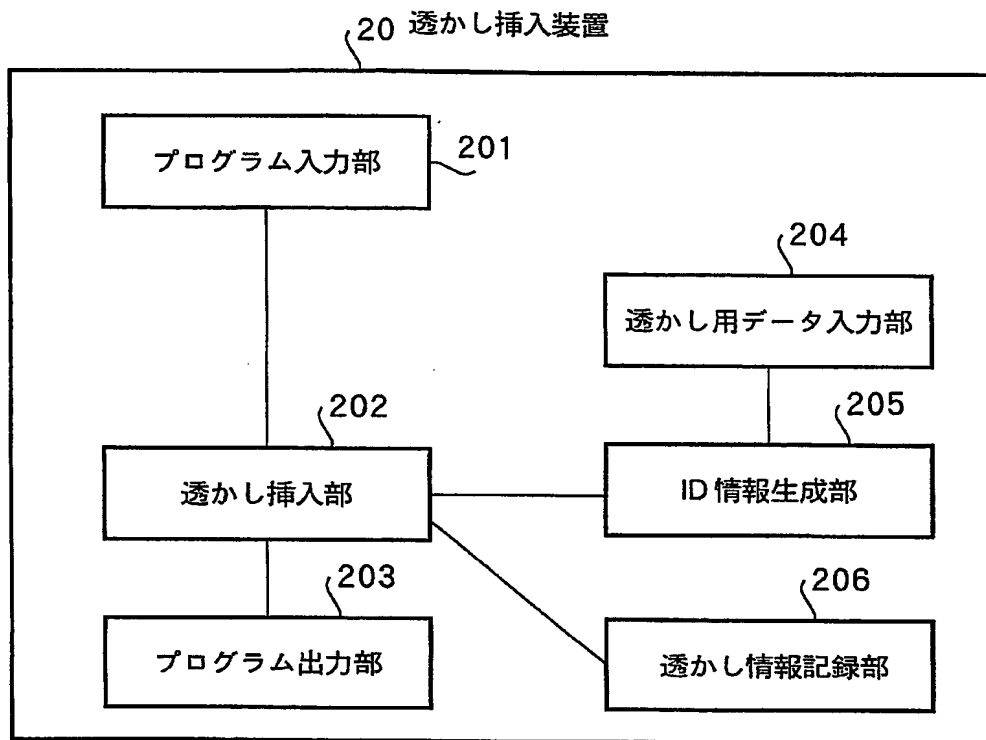 20 透かし挿入装置
プログラム入力部
201
204
透かし用データ入力部
202
205
透かし挿入部
ID情報生成部
203
206
プログラム出力部
透かし情報記録部